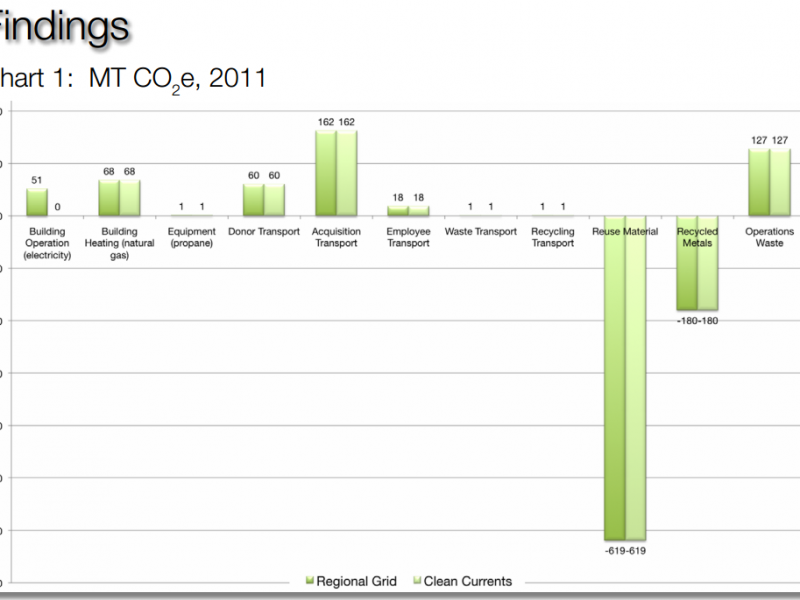 Findings
hart 1: MT CO2e, 2011
51
0
68 68
1 1
60 60
162 162
18 18
1 1
1 1
127 127
Building
Operation
(electricity)
Building
Heating (natural
gas)
Equipment
(propane)
Donor Transport
Acquisition
Transport
Employee
Transport
Waste Transport
Recycling
Transport
Reuse Material
Recycled
Metals
Operations
Waste
-180-180
-619-619
Regional Grid
Clean Currents